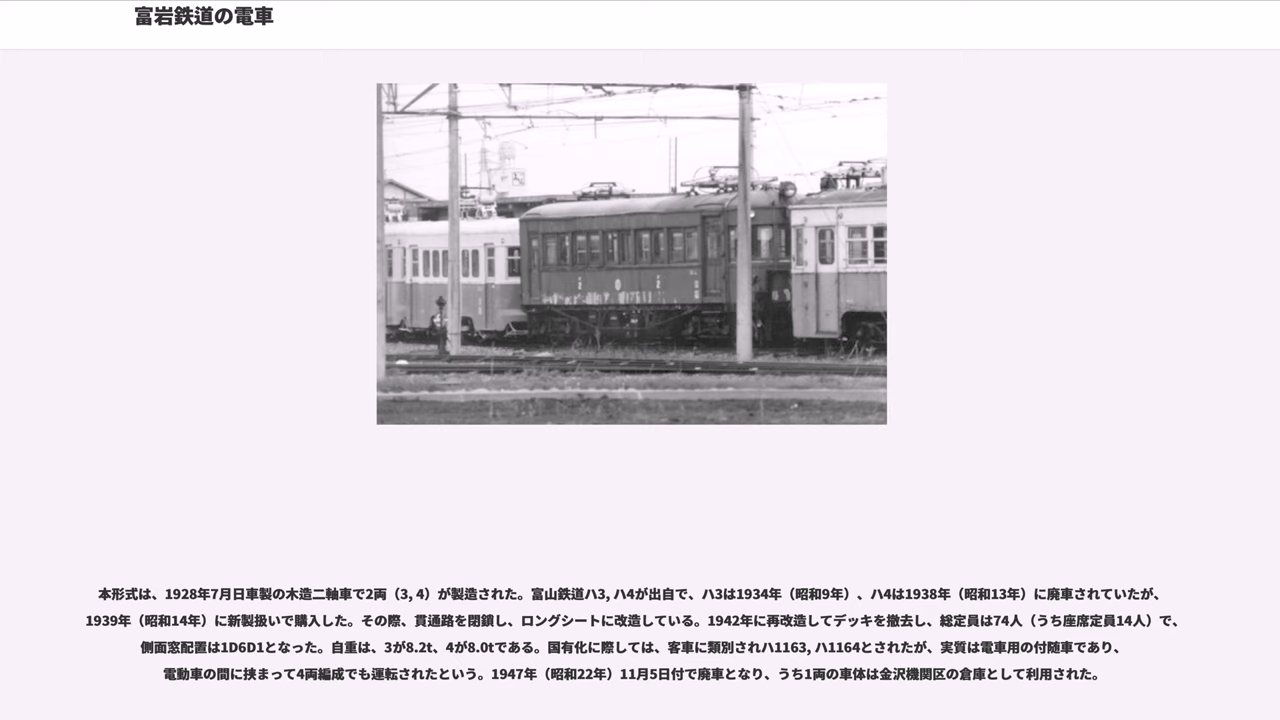 富岩鉄道の電車
本形式は、1928年7月日車製の木造二軸車で2両（3, 4）が製造された。富山鉄道ハ3, ハ4が出自で、ハ3は1934年（昭和9年）、ハ4は1938年（昭和13年）に廃車されていたが、
1939年（昭和14年）に新製扱いで購入した。その際、貫通路を閉鎖し、ロングシートに改造している。1942年に再改造してデッキを撤去し、総定員は74人（うち座席定員14人）で、
側面窓配置は1D6D1となった。自重は、3が8.2t、4が8.0tである。国有化に際しては、客車に類別されハ1163, ハ1164とされたが、実質は電車用の付随車であり、
電動車の間に挟まって4両編成でも運転されたという。1947年（昭和22年）11月5日付で廃車となり、うち1両の車体は金沢機関区の倉庫として利用された。